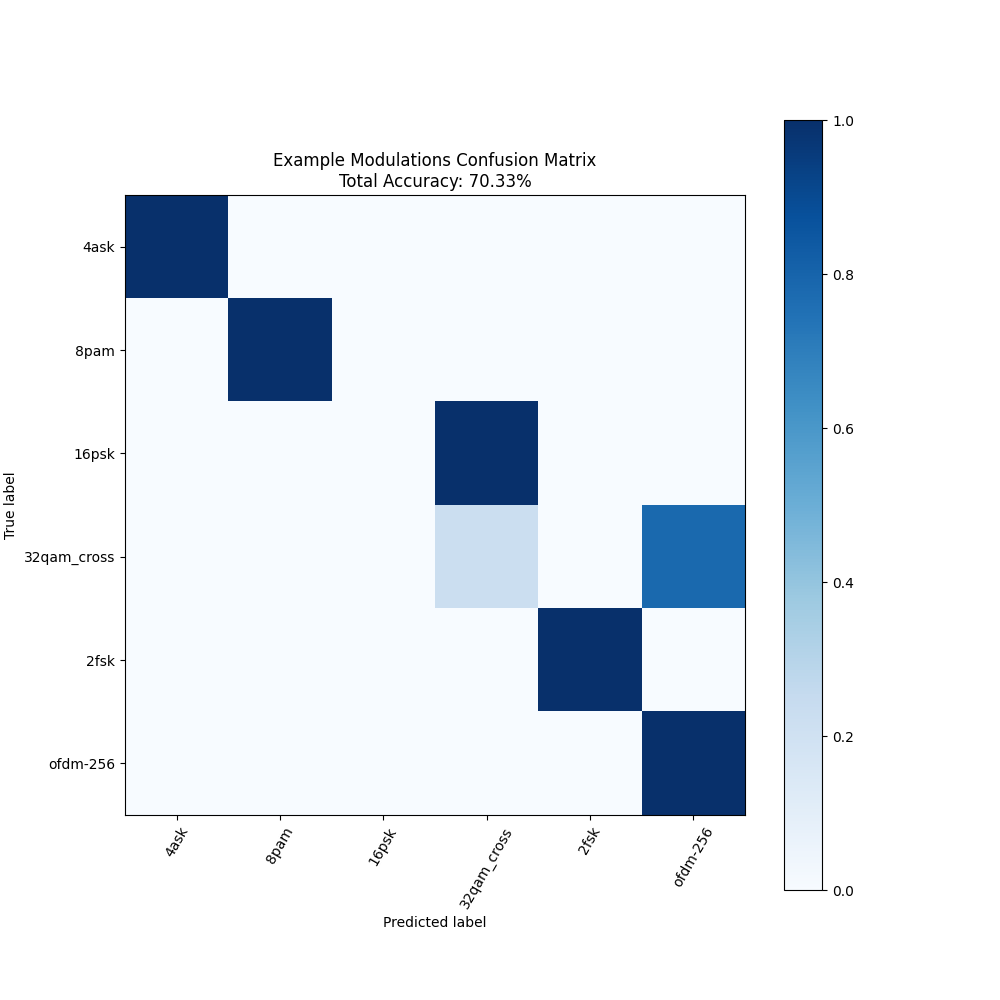 Example Modulations Confusion Matrix
Total Accuracy: 70.33%
True label
4ask
8pam
16psk
32qam_cross
2fsk
ofdm-256
4ask
8pam
16psk
32qam_cross
2fsk
ofdm-256
Predicted label
1.0
0.8
0.6
0.4
0.2
0.0